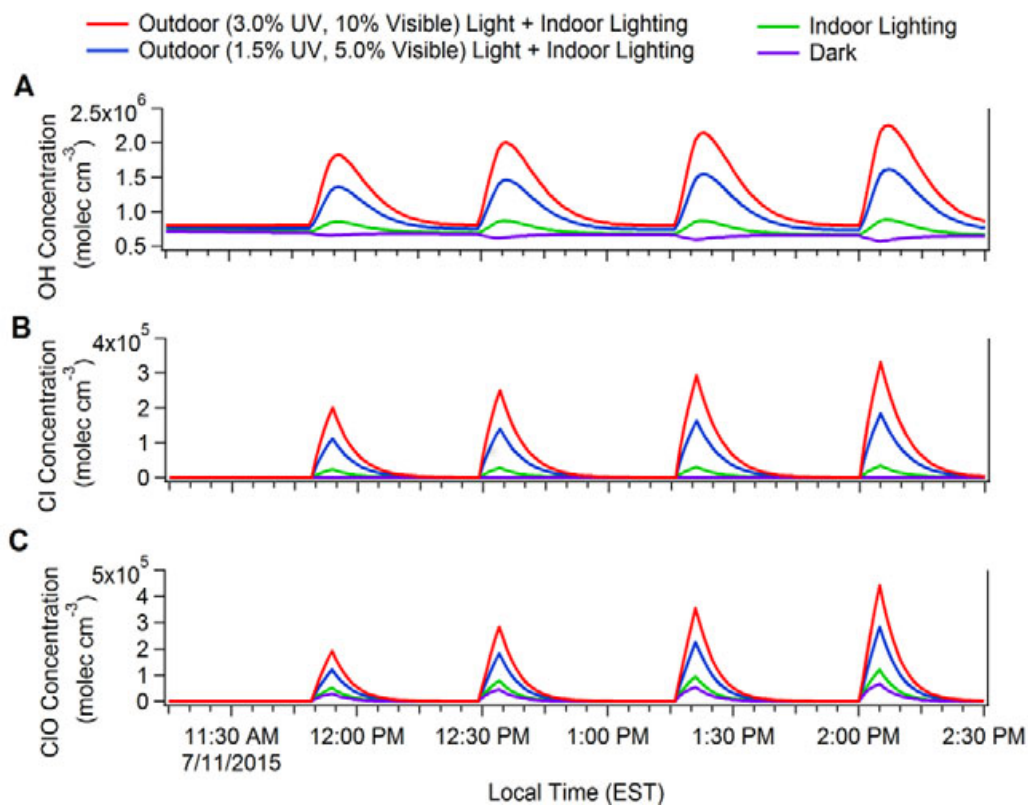 Outdoor (3.0% UV, 10% Visible) Light + Indoor Lighting
Outdoor (1.5% UV, 5.0% Visible) Light + Indoor Lighting
Indoor Lighting
Dark
A
OH Concentration
(molec cm⁻³)
2.5x10⁶
2.0
1.5
1.0
0.5
B
Cl Concentration
(molec cm⁻³)
4x10⁵
3
2
1
0
C
ClO Concentration
(molec cm⁻³)
5x10⁵
4
3
2
1
0
11:30 AM 12:00 PM 12:30 PM 1:00 PM 1:30 PM 2:00 PM 2:30 PM
7/11/2015
Local Time (EST)